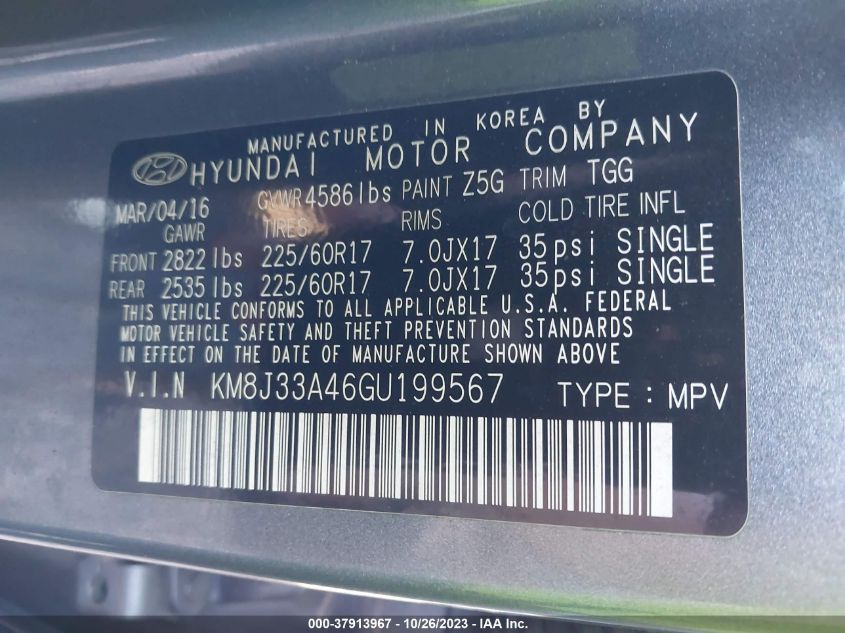 MANUFACTURED IN KOREA BY
HYUNDAI MOTOR COMPANY
MAR/04/16 GVWR 4586lbs PAINT Z5G TRIM TGG
GAWR TIRES RIMS COLD TIRE INFL
FRONT 2822 lbs 225/60R17 7.0JX17 35psi SINGLE
REAR 2535 lbs 225/60R17 7.0JX17 35psi SINGLE
THIS VEHICLE CONFORMS TO ALL APPLICABLE U.S.A. FEDERAL
MOTOR VEHICLE SAFETY AND THEFT PREVENTION STANDARDS
IN EFFECT ON THE DATE OF MANUFACTURE SHOWN ABOVE
V.I.N KM8J33A46GU199567 TYPE : MPV
000-37913967 - 10/26/2023 - IAA Inc.